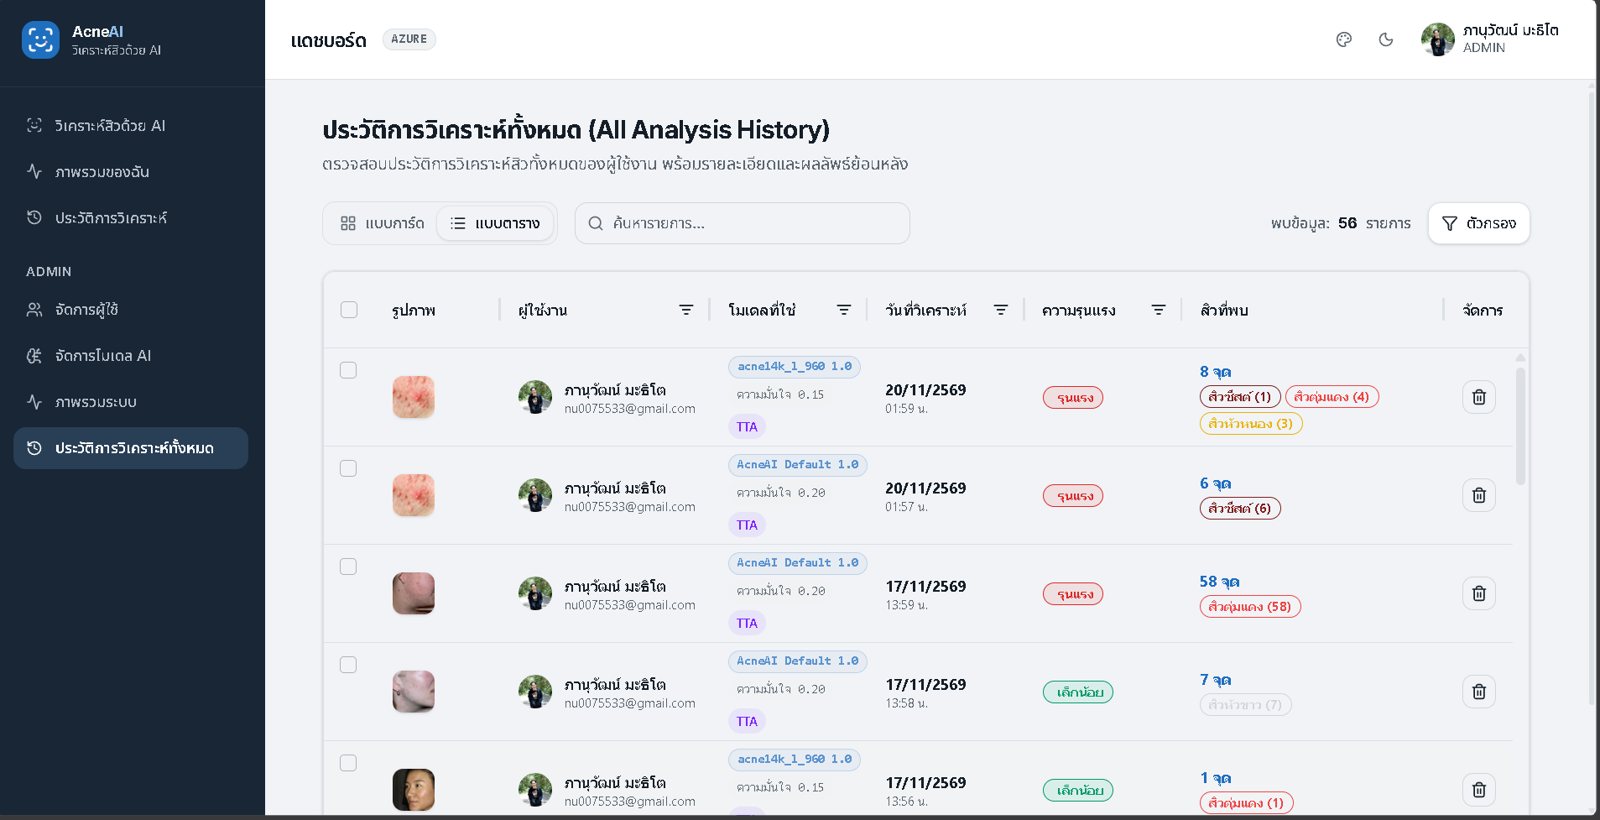 AcneAI
วิเคราะห์สิวด้วย AI
วิเคราะห์สิวด้วย AI
ภาพรวมของฉัน
ประวัติการวิเคราะห์
ADMIN
จัดการผู้ใช้
จัดการโมเดล AI
ภาพรวมระบบ
ประวัติการวิเคราะห์ทั้งหมด
แดชบอร์ด AZURE
ภานุวัฒน์ มะธิโต
ADMIN
ประวัติการวิเคราะห์ทั้งหมด (All Analysis History)
ตรวจสอบประวัติการวิเคราะห์สิวทั้งหมดของผู้ใช้งาน พร้อมรายละเอียดและผลลัพธ์ย้อนหลัง
แบบการ์ด แบบตาราง ค้นหารายการ... พบข้อมูล: 56 รายการ ตัวกรอง
รูปภาพ ผู้ใช้งาน โมเดลที่ใช้ วันที่วิเคราะห์ ความรุนแรง สิวที่พบ จัดการ
ภานุวัฒน์ มะธิโต
nu0075533@gmail.com
acne14k_l_960 1.0
ความมั่นใจ 0.15
TTA
20/11/2569
01:59 น.
รุนแรง
8 จุด
สิวซีสต์ (1) สิวตุ่มแดง (4)
สิวหัวหนอง (3)
ภานุวัฒน์ มะธิโต
nu0075533@gmail.com
AcneAI Default 1.0
ความมั่นใจ 0.20
TTA
20/11/2569
01:57 น.
รุนแรง
6 จุด
สิวซีสต์ (6)
ภานุวัฒน์ มะธิโต
nu0075533@gmail.com
AcneAI Default 1.0
ความมั่นใจ 0.20
TTA
17/11/2569
13:59 น.
รุนแรง
58 จุด
สิวตุ่มแดง (58)
ภานุวัฒน์ มะธิโต
nu0075533@gmail.com
AcneAI Default 1.0
ความมั่นใจ 0.20
TTA
17/11/2569
13:58 น.
เล็กน้อย
7 จุด
สิวหัวขาว (7)
ภานุวัฒน์ มะธิโต
nu0075533@gmail.com
acne14k_l_960 1.0
ความมั่นใจ 0.15
17/11/2569
13:56 น.
เล็กน้อย
1 จุด
สิวตุ่มแดง (1)